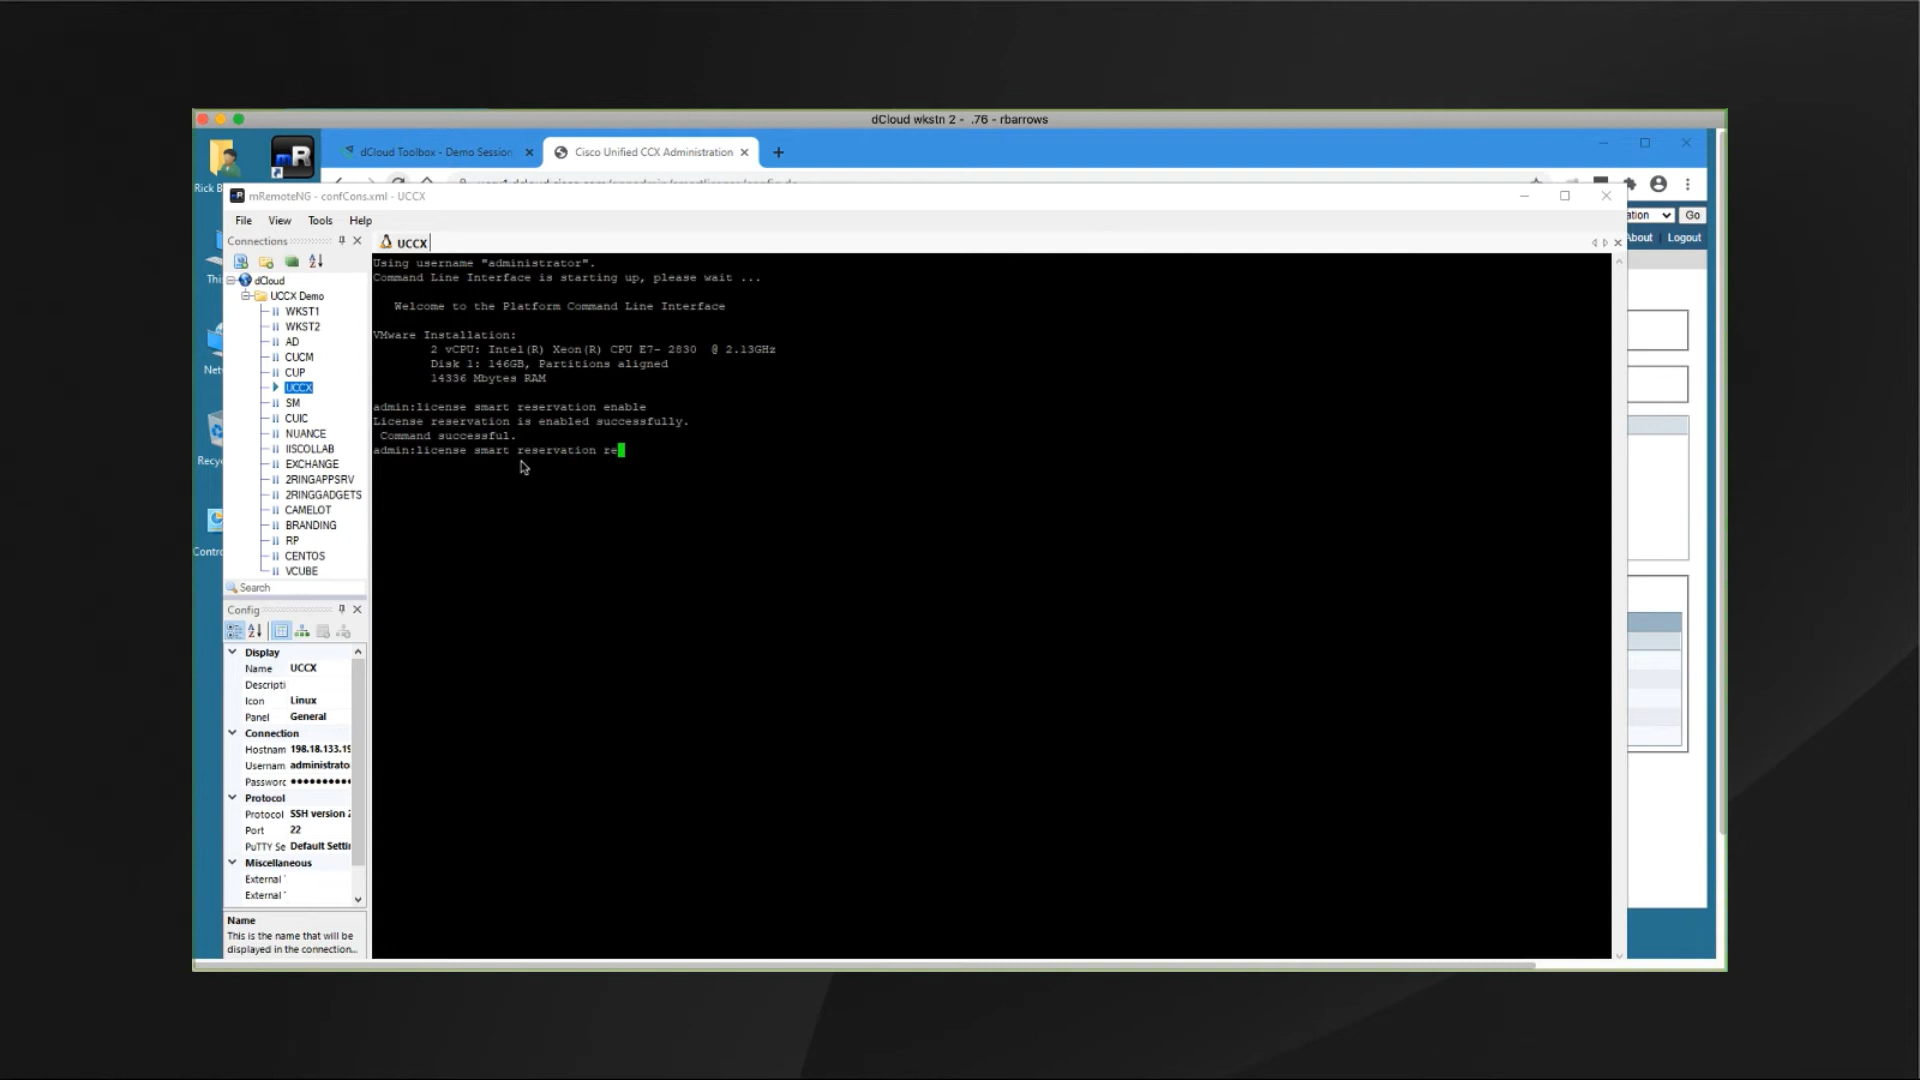 dCloud wkstn 2 - .76 - rbarrows
dCloud Toolbox - Demo Session
Cisco Unified CCX Administration
Rick B
mRemoteNG - confCons.xml - UCCX
File View Tools Help
ation Go
About Logout
Connections
UCCX
dCloud
UCCX Demo
WKST1
WKST2
AD
CUCM
CUP
UCCX
SM
CUIC
NUANCE
IISCOLLAB
EXCHANGE
2RINGAPPSRV
2RINGGADGETS
CAMELOT
BRANDING
RP
CENTOS
VCUBE
Search
Using username "administrator".
Command Line Interface is starting up, please wait ...
Welcome to the Platform Command Line Interface
VMware Installation:
2 vCPU: Intel(R) Xeon(R) CPU E7- 2830 @ 2.13GHz
Disk 1: 146GB, Partitions aligned
14336 Mbytes RAM
admin:license smart reservation enable
License reservation is enabled successfully.
Command successful.
admin:license smart reservation re
Thi
Net
Recyc
Contro
Config
Display
Name UCCX
Descripti
Icon Linux
Panel General
Connection
Hostnam 198.18.133.19
Usernam administrato
Passworc ●●●●●●●●●●
Protocol
Protocol SSH version 2
Port 22
PuTTY Se Default Settin
Miscellaneous
External
External
Name
This is the name that will be
displayed in the connection...